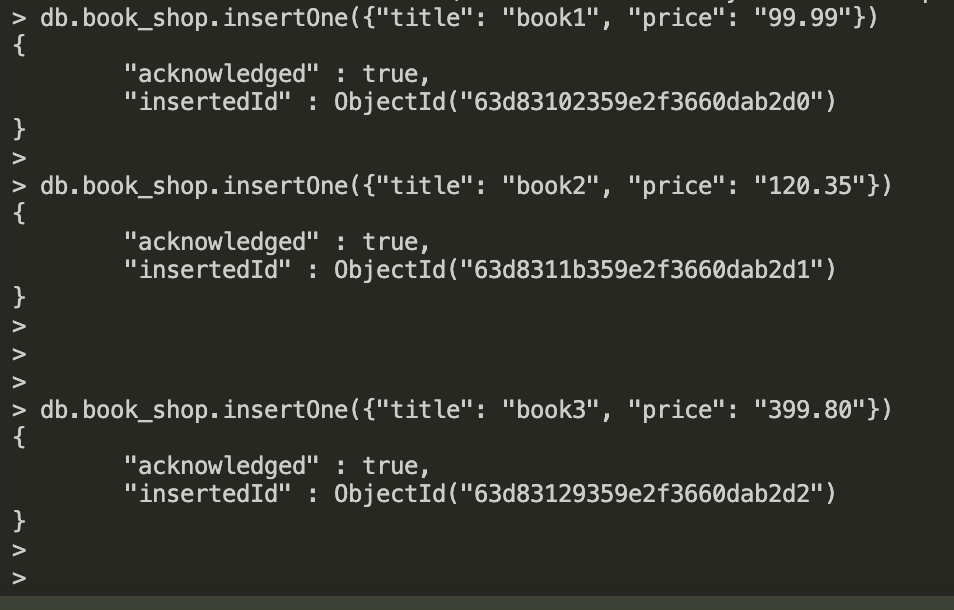 > db.book_shop.insertOne({"title": "book1", "price": "99.99"})
{
        "acknowledged" : true,
        "insertedId" : ObjectId("63d83102359e2f3660dab2d0")
}
>
> db.book_shop.insertOne({"title": "book2", "price": "120.35"})
{
        "acknowledged" : true,
        "insertedId" : ObjectId("63d8311b359e2f3660dab2d1")
}
>
>
>
> db.book_shop.insertOne({"title": "book3", "price": "399.80"})
{
        "acknowledged" : true,
        "insertedId" : ObjectId("63d83129359e2f3660dab2d2")
}
>
>